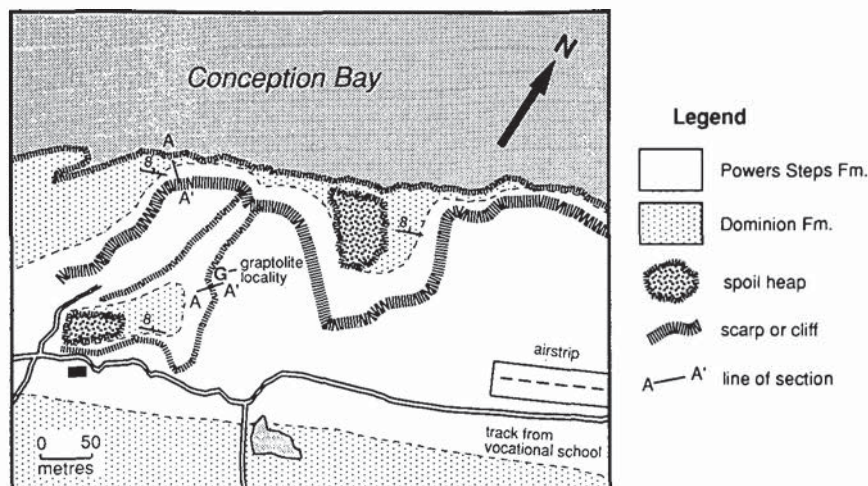 Conception Bay
N
A
8
A'
G
graptolite
locality
A
A'
8
8
airstrip
track from
vocational school
0 50
metres
Legend
Powers Steps Fm.
Dominion Fm.
spoil heap
scarp or cliff
A A' line of section